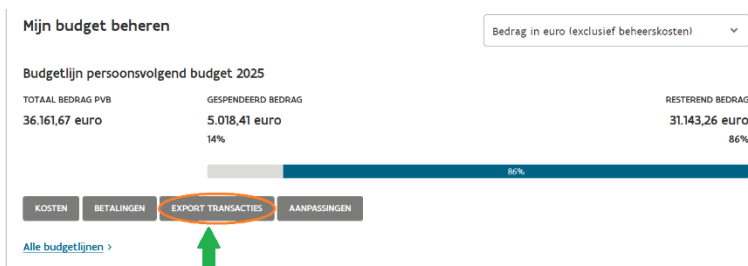 Mijn budget beheren
Bedrag in euro (exclusief beheerskosten)
Budgetlijn persoonsvolgend budget 2025
TOTAAL BEDRAG PVB GESPENDEERD BEDRAG RESTEREND BEDRAG
36.161,67 euro 5.018,41 euro 31.143,26 euro
14% 86%
86%
KOSTEN BETALINGEN EXPORT TRANSACTIES AANPASSINGEN
Alle budgetlijnen >